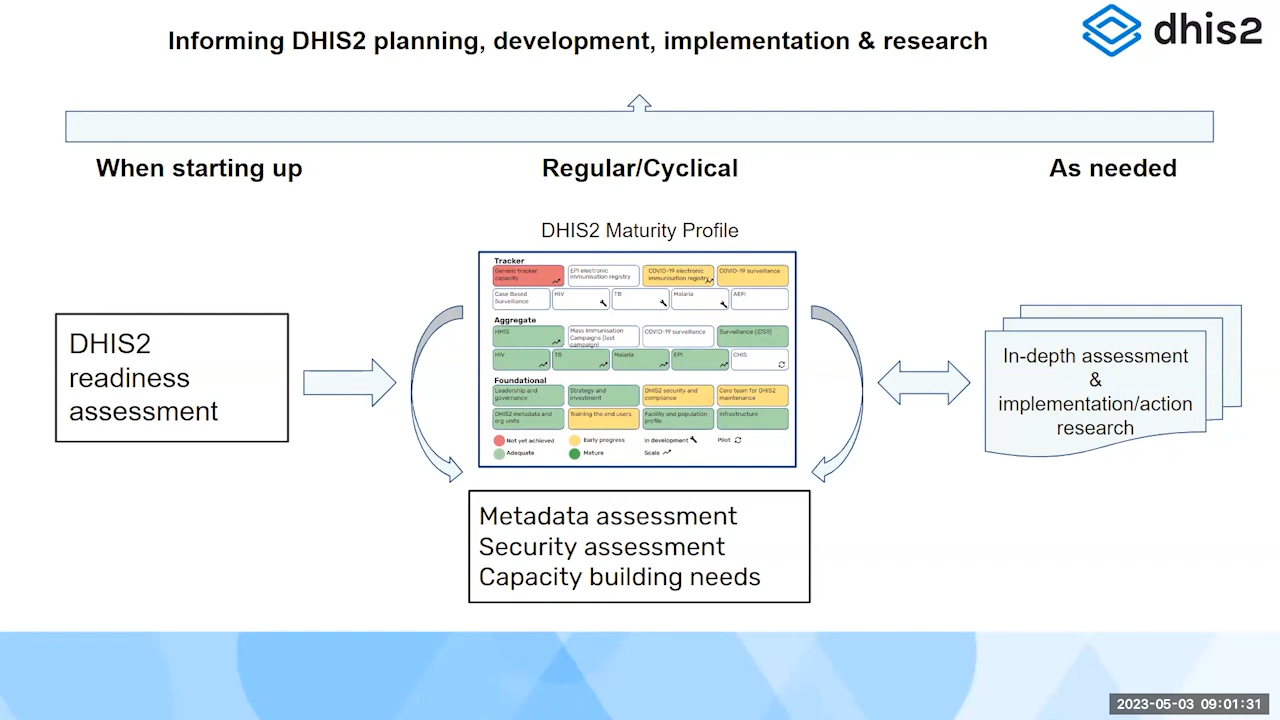 Informing DHIS2 planning, development, implementation & research
dhis2
When starting up
Regular/Cyclical
As needed
DHIS2 Maturity Profile
Tracker
Generic tracker
capacity
EPI electronic
immunisation registry
COVID-19 electronic
immunisation registry
COVID-19 surveillance
Case Based
Surveillance
HIV
TB
Malaria
AEFI
Aggregate
HMIS
Mass Immunisation
Campaigns (last
campaign)
COVID-19 surveillance
Surveillance (IDSR)
HIV
TB
Malaria
EPI
CHIS
Foundational
Leadership and
governance
Strategy and
investment
DHIS2 security and
compliance
Core team for DHIS2
maintenance
DHIS2 metadata and
org units
Training the end users
Facility and population
profile
Infrastructure
Not yet achieved
Early progress
In development
Pilot
Adequate
Mature
Scale
DHIS2
readiness
assessment
In-depth assessment
&
implementation/action
research
Metadata assessment
Security assessment
Capacity building needs
2023-05-03 09:01:31